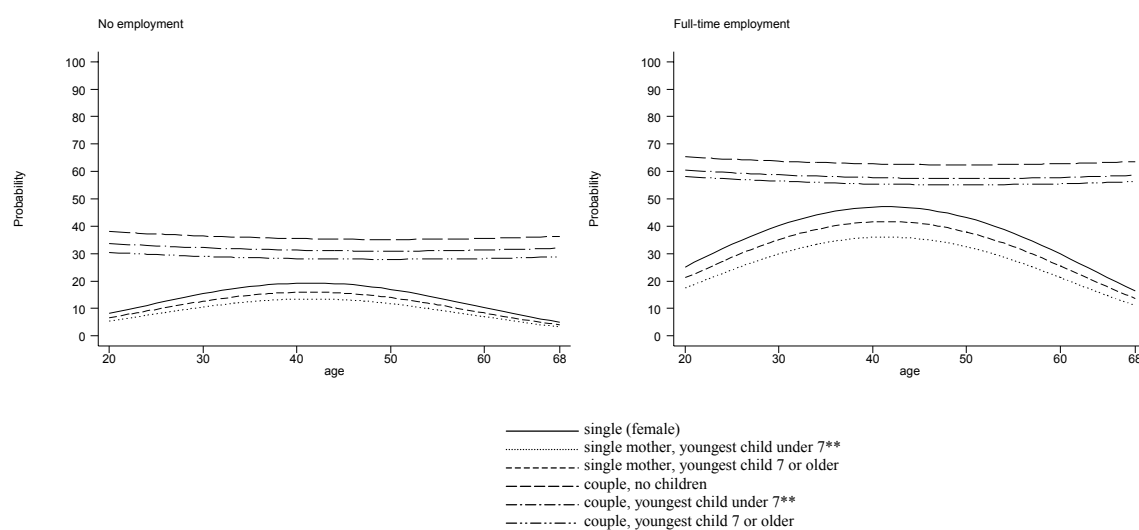 No employment
Probability
100
90
80
70
60
50
40
30
20
10
0
20 30 40 50 60 68
age
Full-time employment
Probability
100
90
80
70
60
50
40
30
20
10
0
20 30 40 50 60 68
age
single (female)
single mother, youngest child under 7**
single mother, youngest child 7 or older
couple, no children
couple, youngest child under 7**
couple, youngest child 7 or older